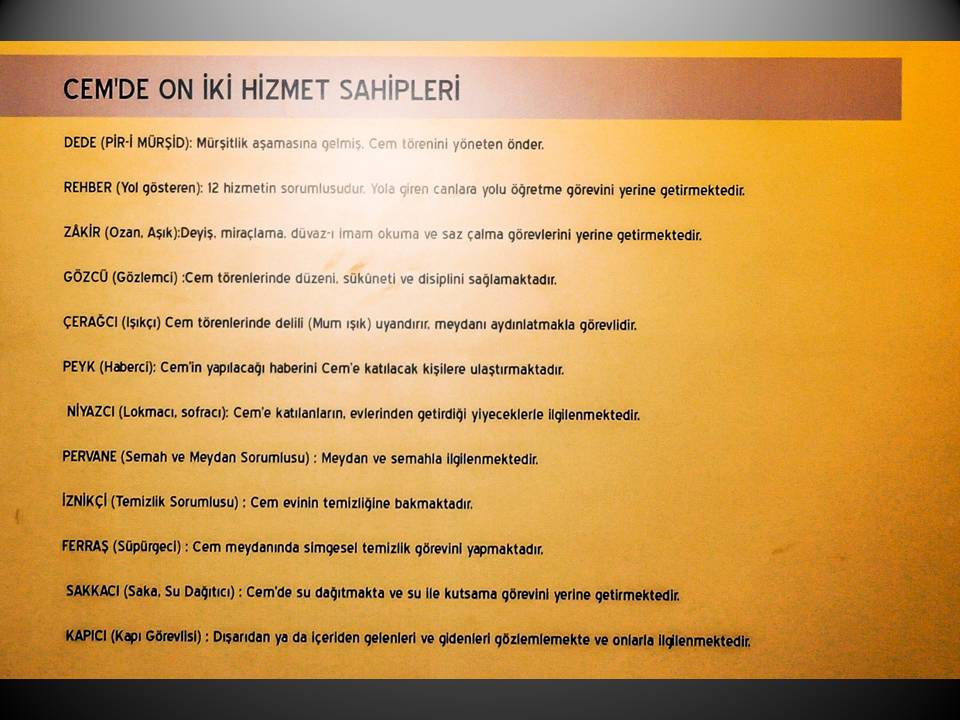 CEM'DE ON İKİ HİZMET SAHİPLERİ
DEDE (PİR-İ MÜRŞİD): Mürşitlik aşamasına gelmiş, Cem törenini yöneten önder.
REHBER (Yol gösteren): 12 hizmetin sorumlusudur. Yola giren canlara yolu öğretme görevini yerine getirmektedir.
ZÂKİR (Ozan, Aşık):Deyiş, miraçlama, düvaz-ı imam okuma ve saz çalma görevlerini yerine getirmektedir.
GÖZCÜ (Gözlemci) :Cem törenlerinde düzeni, sükûneti ve disiplini sağlamaktadır.
ÇERAĞCI (Işıkçı) Cem törenlerinde delili (Mum ışık) uyandırır, meydanı aydınlatmakla görevlidir.
PEYK (Haberci): Cem'in yapılacağı haberini Cem'e katılacak kişilere ulaştırmaktadır.
NİYAZCI (Lokmacı, sofracı): Cem'e katılanların, evlerinden getirdiği yiyeceklerle ilgilenmektedir.
PERVANE (Semah ve Meydan Sorumlusu) : Meydan ve semahla ilgilenmektedir.
İZNİKÇİ (Temizlik Sorumlusu) : Cem evinin temizliğine bakmaktadır.
FERRAŞ (Süpürgeci) : Cem meydanında simgesel temizlik görevini yapmaktadır.
SAKKACI (Saka, Su Dağıtıcı) : Cem'de su dağıtmakta ve su ile kutsama görevini yerine getirmektedir.
KAPICI (Kapı Görevlisi) : Dışarıdan ya da içeriden gelenleri ve gidenleri gözlemlemekte ve onlarla ilgilenmektedir.